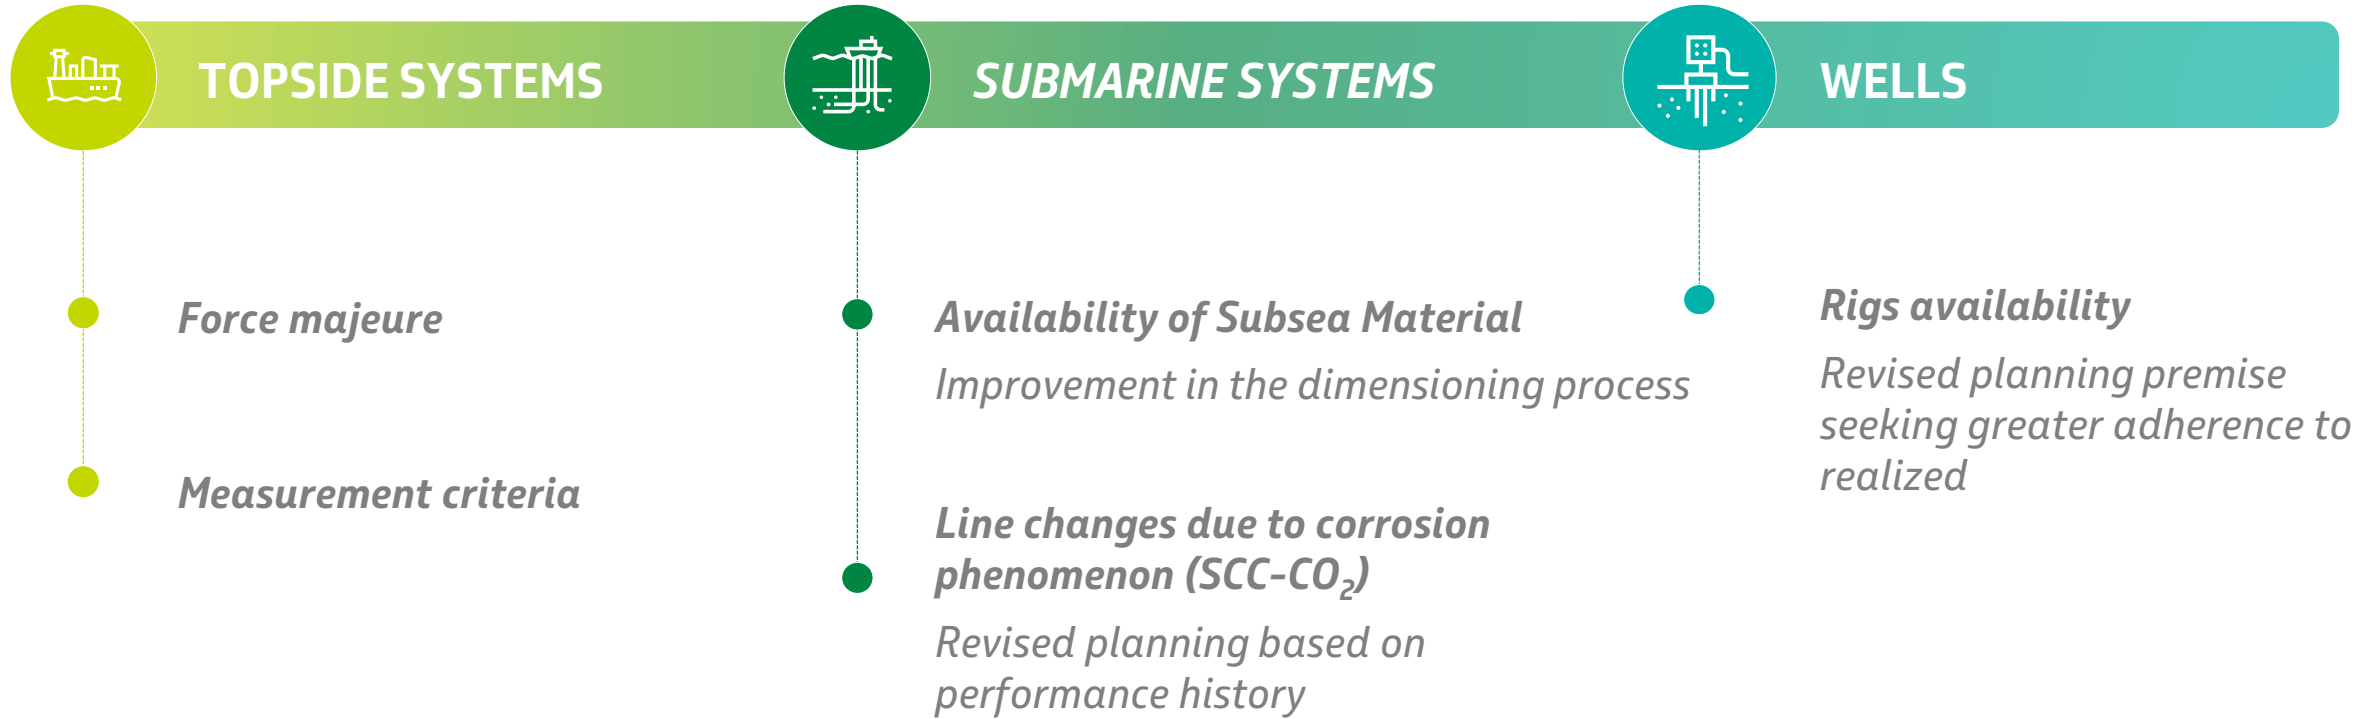 TOPSIDE SYSTEMS
Force majeure
Measurement criteria
SUBMARINE SYSTEMS
Availability of Subsea Material
Improvement in the dimensioning process
Line changes due to corrosion
phenomenon (SCC-CO₂)
Revised planning based on
performance history
WELLS
Rigs availability
Revised planning premise
seeking greater adherence to
realized